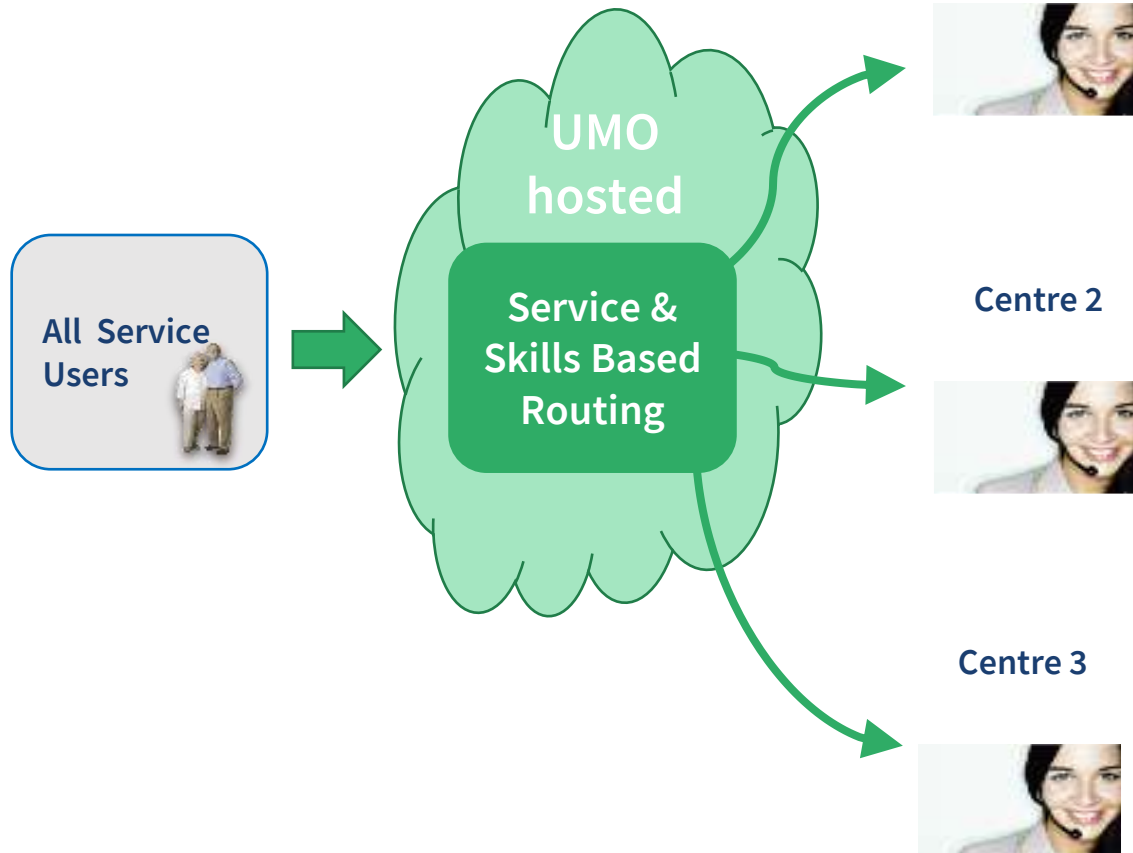 UMO
hosted
All Service
Users
Service &
Skills Based
Routing
Centre 2
Centre 3